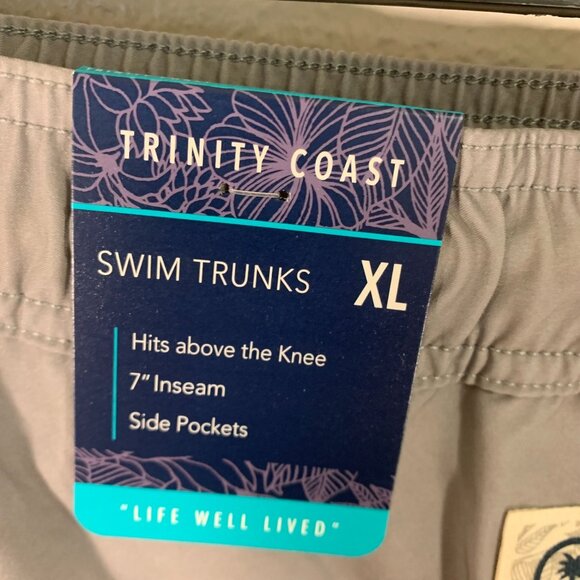 TRINITY COAST
SWIM TRUNKS XL
Hits above the Knee
7" Inseam
Side Pockets
"LIFE WELL LIVED"